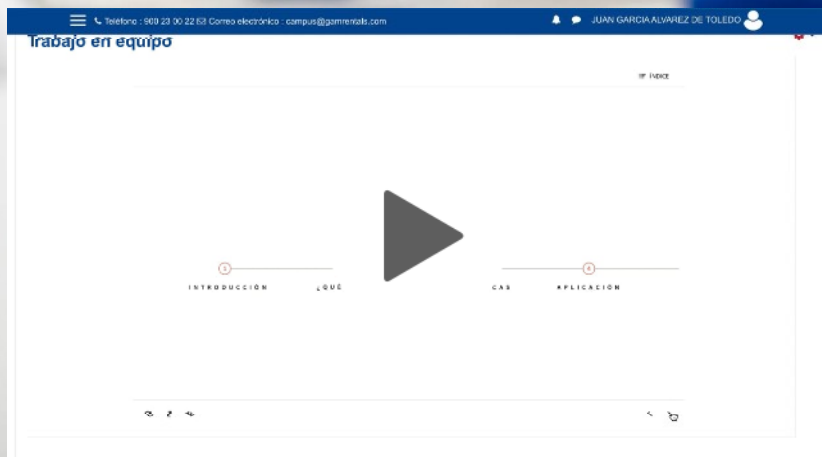 Teléfono : 900 23 00 22 Correo electrónico : campus@gamrentals.com
JUAN GARCIA ALVAREZ DE TOLEDO
Trabajo en equipo
ÍNDICE
INTRODUCCIÓN ¿QUÉ CAS APLICACIÓN